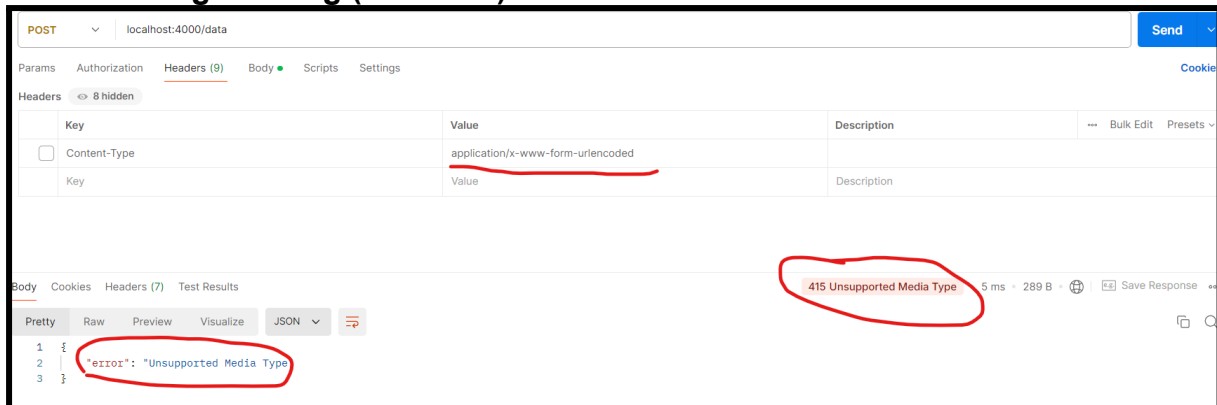 POST localhost:4000/data Send
Params Authorization Headers (9) Body Scripts Settings Cookie
Headers 8 hidden
Key Value Description Bulk Edit Presets
Content-Type application/x-www-form-urlencoded
Key Value Description
Body Cookies Headers (7) Test Results 415 Unsupported Media Type 5 ms 289 B Save Response
Pretty Raw Preview Visualize JSON
1 {
2 "error": "Unsupported Media Type
3 }